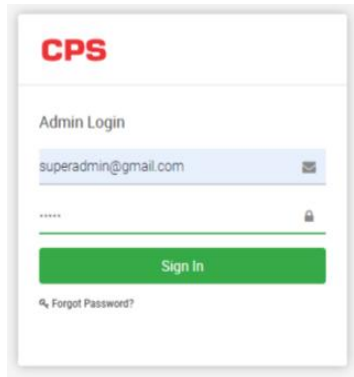 CPS
Admin Login
superadmin@gmail.com
•••••
Sign In
Forgot Password?